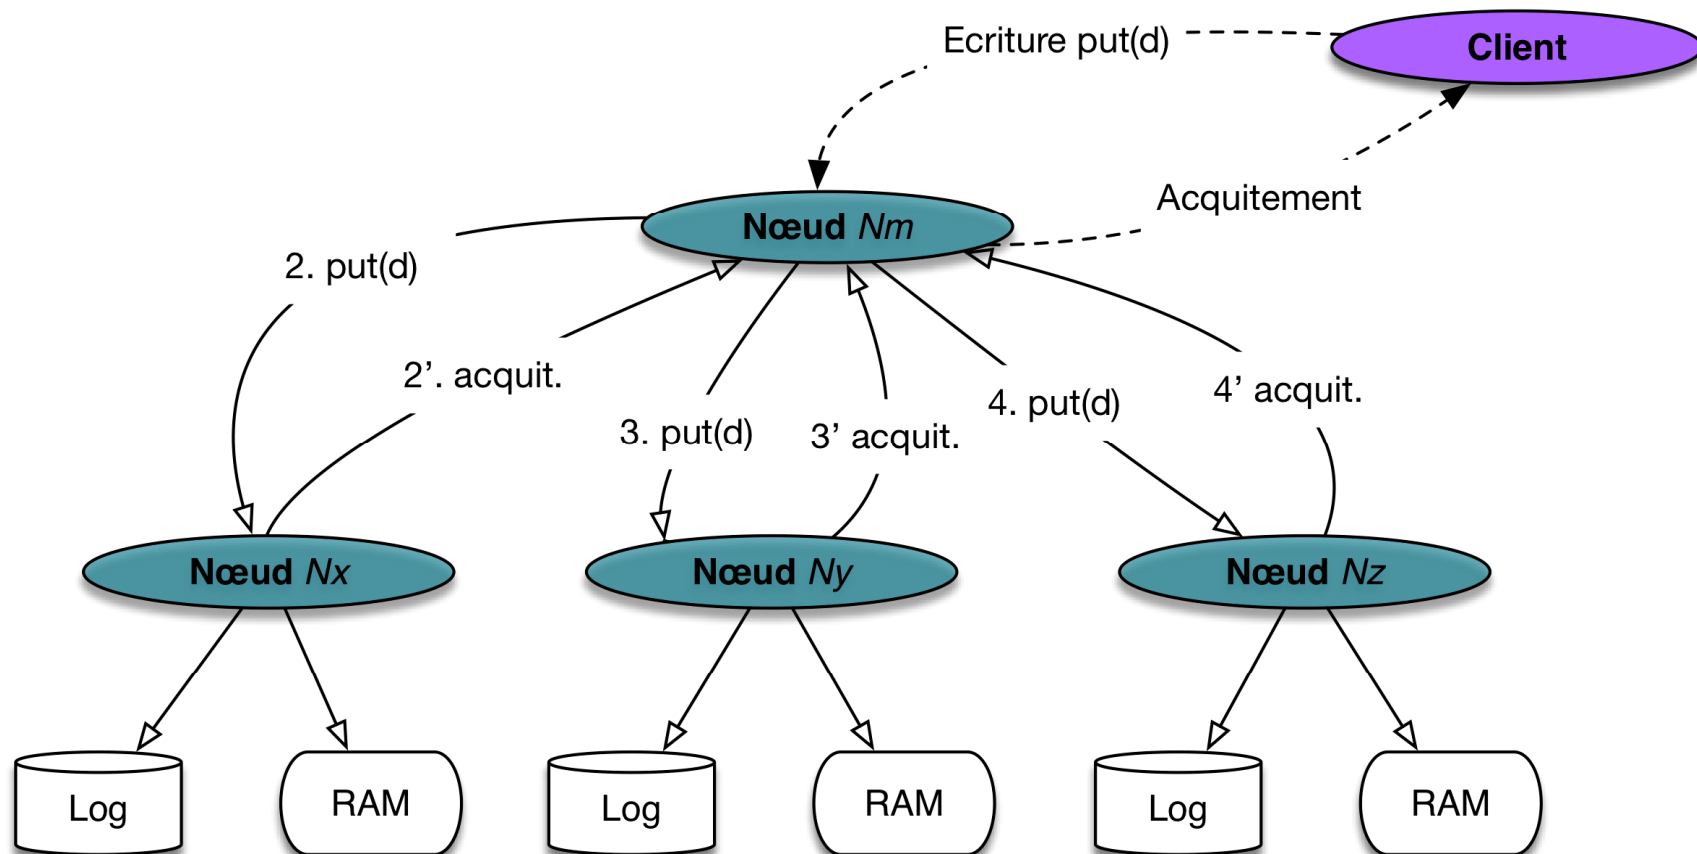 Ecriture put(d)
Client
Acquitement
Nœud Nm
2. put(d)
2’. acquit.
3. put(d)
3’ acquit.
4. put(d)
4’ acquit.
Nœud Nx
Nœud Ny
Nœud Nz
Log
RAM
Log
RAM
Log
RAM